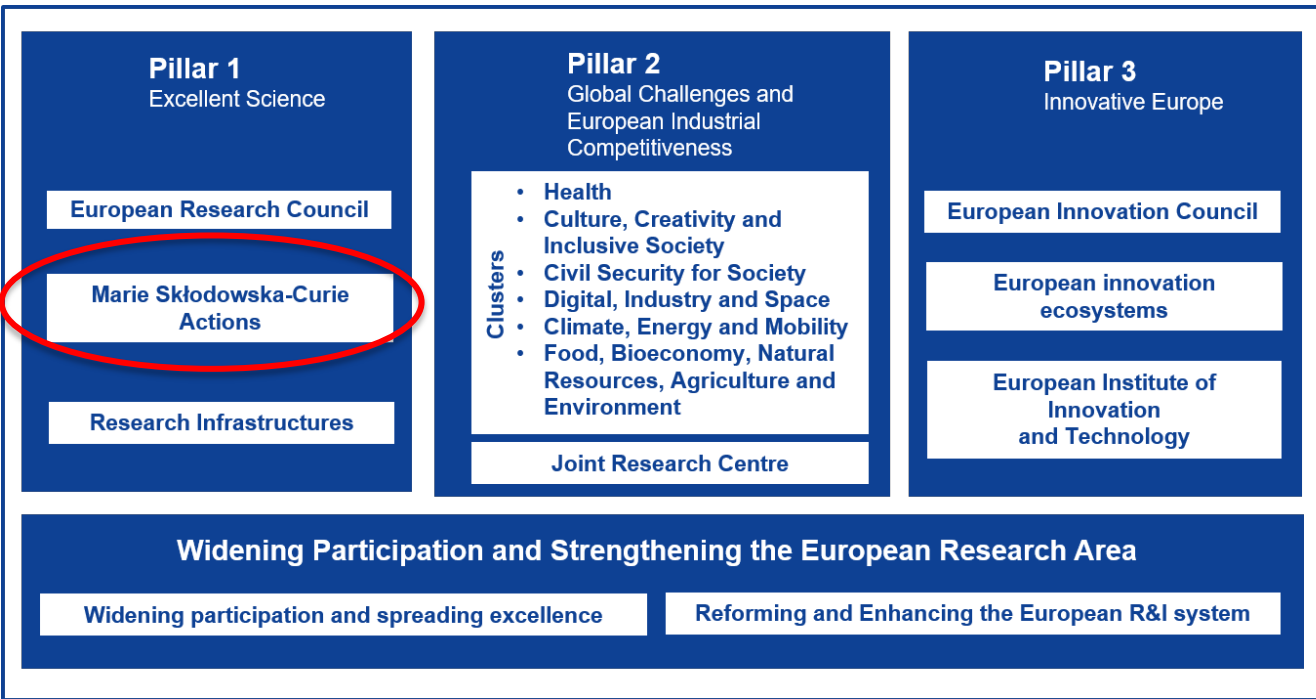 Pillar 1
Excellent Science
European Research Council
Marie Skłodowska-Curie
Actions
Research Infrastructures
Pillar 2
Global Challenges and
European Industrial
Competitiveness
Clusters
• Health
• Culture, Creativity and
Inclusive Society
• Civil Security for Society
• Digital, Industry and Space
• Climate, Energy and Mobility
• Food, Bioeconomy, Natural
Resources, Agriculture and
Environment
Joint Research Centre
Pillar 3
Innovative Europe
European Innovation Council
European innovation
ecosystems
European Institute of
Innovation
and Technology
Widening Participation and Strengthening the European Research Area
Widening participation and spreading excellence
Reforming and Enhancing the European R&I system